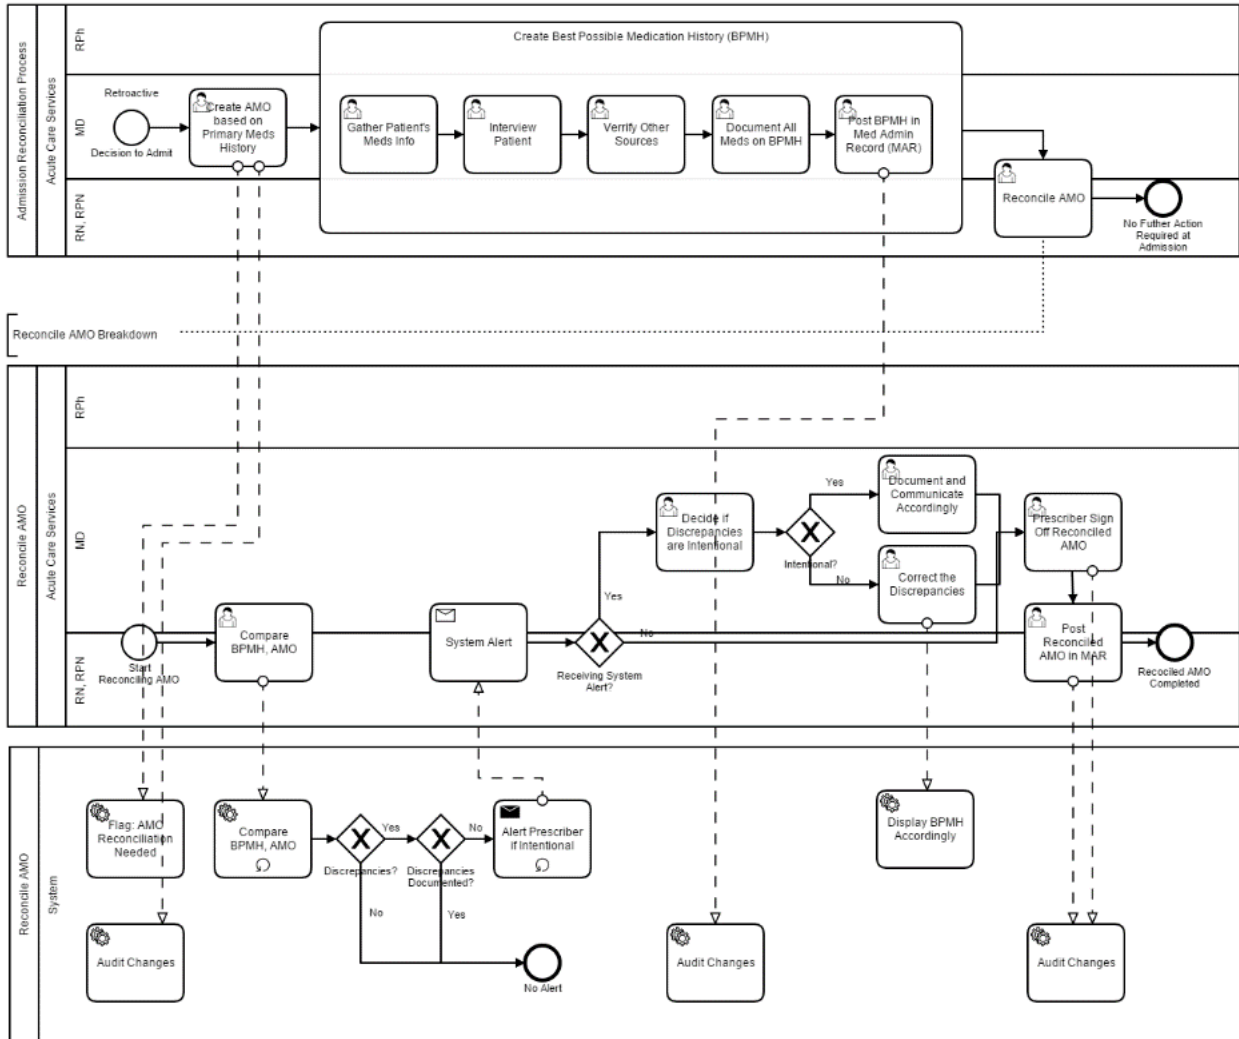 Admission Reconciliation Process
Acute Care Services
RPh
MD
RN, RPN
Create Best Possible Medication History (BPMH)
Retroactive
Decision to Admit
Create AMO
based on
Primary Meds
History
Gather Patient's
Meds Info
Interview
Patient
Verrify Other
Sources
Document All
Meds on BPMH
Post BPMH in
Med Admin
Record (MAR)
Reconcile AMO
No Futher Action
Required at
Admission
Reconcile AMO Breakdown
Reconcile AMO
Acute Care Services
RPh
MD
RN, RPN
Start
Reconciling AMO
Compare
BPMH, AMO
System Alert
Receiving System
Alert?
Yes
No
Decide if
Discrepancies
are Intentional
Intentional?
Yes
No
Document and
Communicate
Accordingly
Correct the
Discrepancies
Prescriber Sign
Off Reconciled
AMO
Post
Reconciled
AMO in MAR
Recociled AMO
Completed
Reconcile AMO
System
Flag: AMO
Reconciliation
Needed
Audit Changes
Compare
BPMH, AMO
Discrepancies?
Yes
No
Discrepancies
Documented?
No
Yes
Alert Prescriber
if Intentional
No Alert
Audit Changes
Display BPMH
Accordingly
Audit Changes